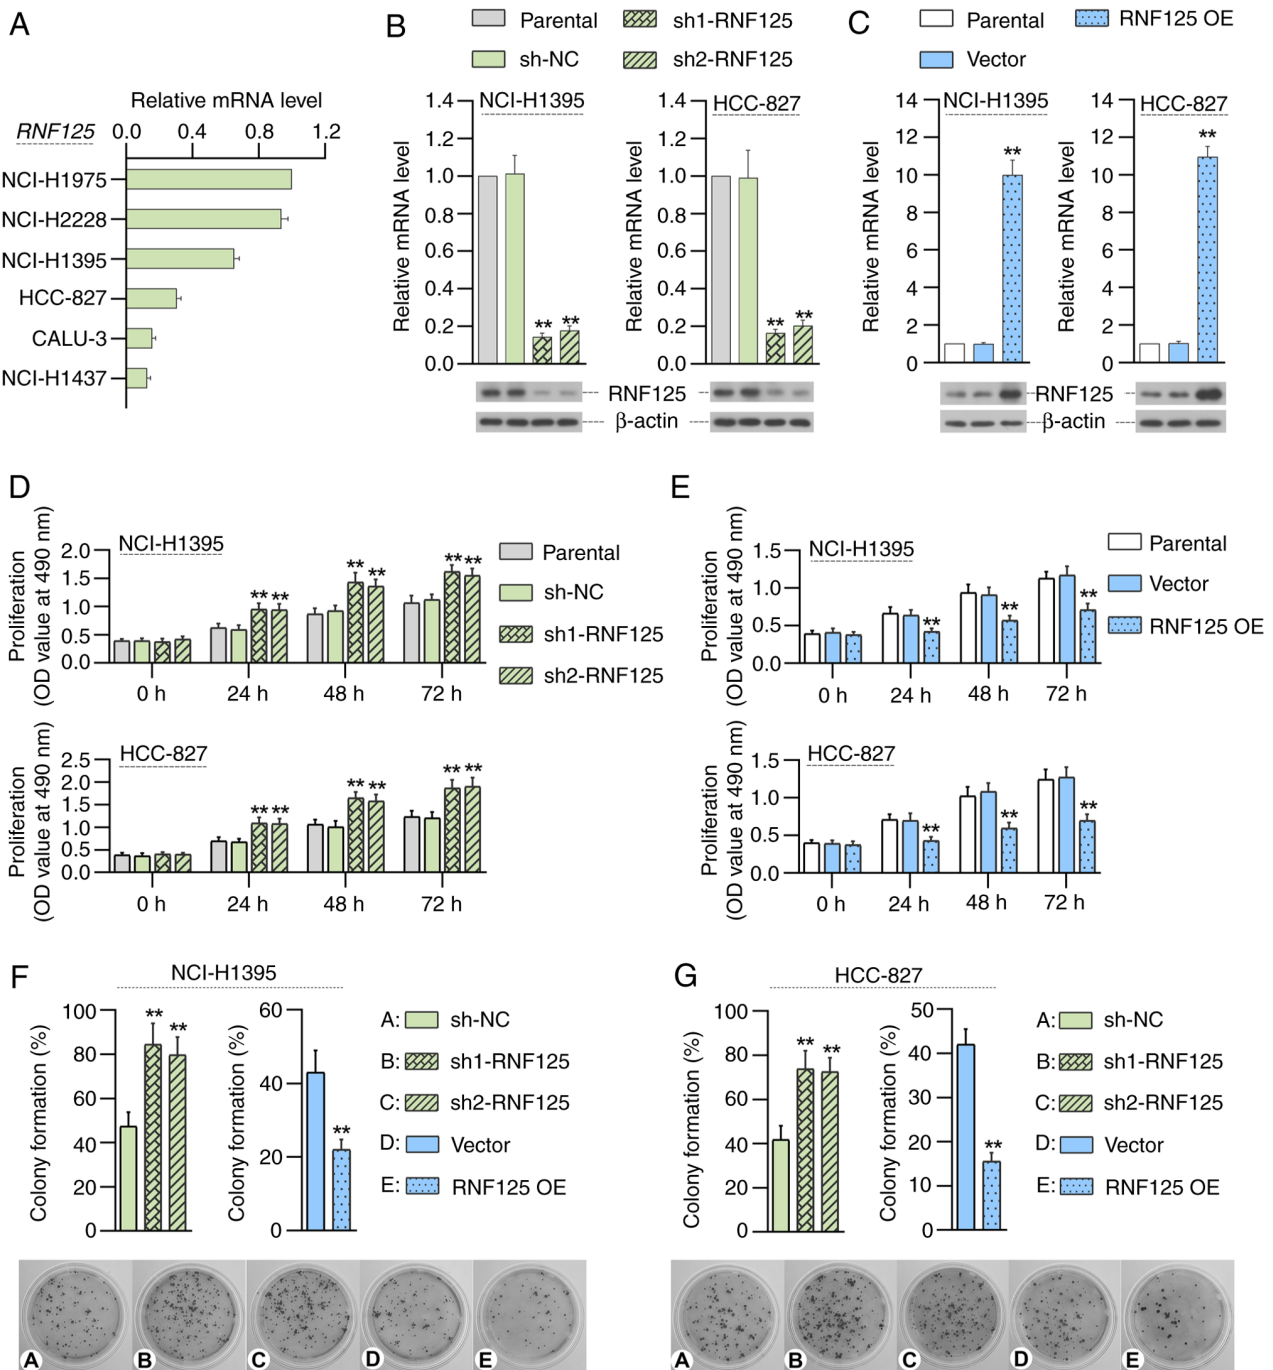 A
Relative mRNA level
RNF125 0.0 0.4 0.8 1.2
NCI-H1975
NCI-H2228
NCI-H1395
HCC-827
CALU-3
NCI-H1437
B
Parental
sh1-RNF125
sh-NC
sh2-RNF125
NCI-H1395
Relative mRNA level
1.4
1.2
1.0
0.8
0.6
0.4
0.2
0.0
** **
HCC-827
Relative mRNA level
1.4
1.2
1.0
0.8
0.6
0.4
0.2
0.0
** **
RNF125
β-actin
C
Parental
RNF125 OE
Vector
NCI-H1395
Relative mRNA level
14
12
10
8
6
4
2
0
**
HCC-827
Relative mRNA level
14
12
10
8
6
4
2
0
**
RNF125
β-actin
D
NCI-H1395
Proliferation
(OD value at 490 nm)
2.0
1.5
1.0
0.5
0.0
** ** ** ** ** **
0 h 24 h 48 h 72 h
Parental
sh-NC
sh1-RNF125
sh2-RNF125
HCC-827
Proliferation
(OD value at 490 nm)
2.5
2.0
1.5
1.0
0.5
0.0
** ** ** ** ** **
0 h 24 h 48 h 72 h
E
NCI-H1395
Proliferation
(OD value at 490 nm)
1.5
1.0
0.5
0.0
** ** **
0 h 24 h 48 h 72 h
Parental
Vector
RNF125 OE
HCC-827
Proliferation
(OD value at 490 nm)
1.5
1.0
0.5
0.0
** ** **
0 h 24 h 48 h 72 h
F
NCI-H1395
Colony formation (%)
100
80
60
40
20
0
** **
Colony formation (%)
60
40
20
0
**
A: sh-NC
B: sh1-RNF125
C: sh2-RNF125
D: Vector
E: RNF125 OE
A B C D E
G
HCC-827
Colony formation (%)
100
80
60
40
20
0
** **
Colony formation (%)
50
40
30
20
10
0
**
A: sh-NC
B: sh1-RNF125
C: sh2-RNF125
D: Vector
E: RNF125 OE
A B C D E